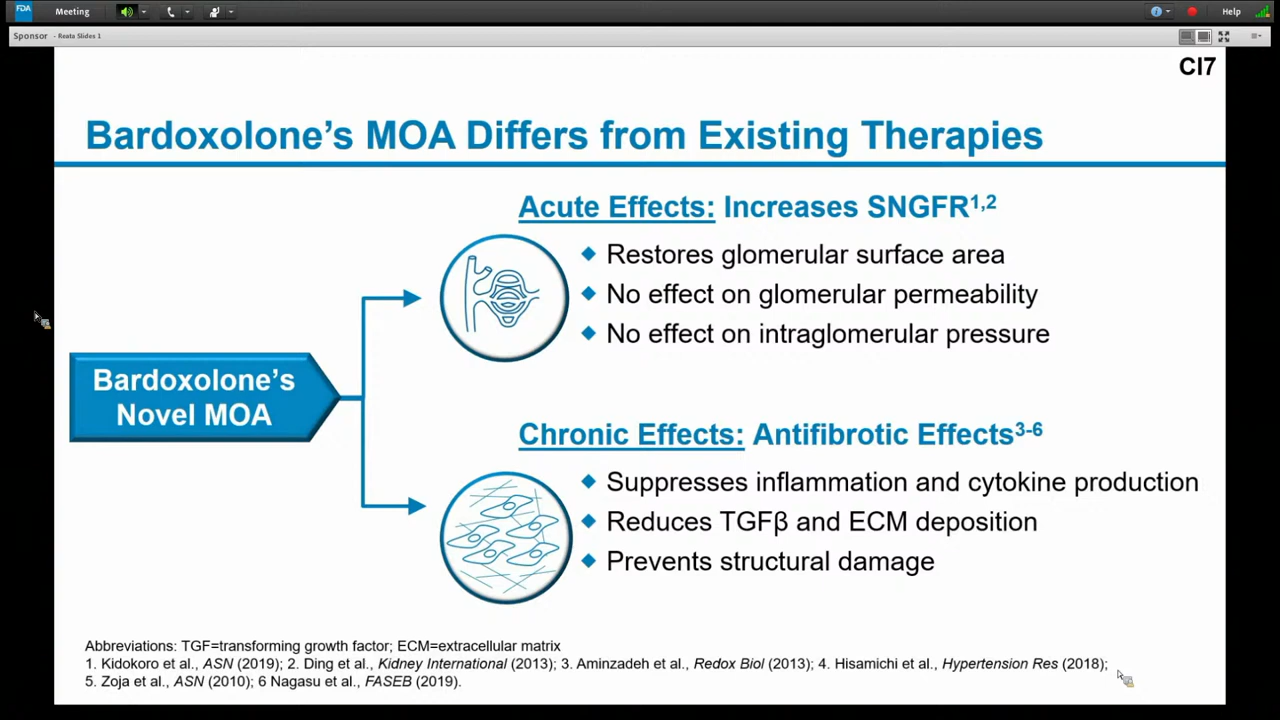 FDA
Meeting
Help
Sponsor - Reata Slides 1
CI7
Bardoxolone's MOA Differs from Existing Therapies
Acute Effects: Increases SNGFR1,2
Restores glomerular surface area
No effect on glomerular permeability
No effect on intraglomerular pressure
Bardoxolone's
Novel MOA
Chronic Effects: Antifibrotic Effects3-6
Suppresses inflammation and cytokine production
Reduces TGFβ and ECM deposition
Prevents structural damage
Abbreviations: TGF=transforming growth factor; ECM=extracellular matrix
1. Kidokoro et al., ASN (2019); 2. Ding et al., Kidney International (2013); 3. Aminzadeh et al., Redox Biol (2013); 4. Hisamichi et al., Hypertension Res (2018);
5. Zoja et al., ASN (2010); 6 Nagasu et al., FASEB (2019).